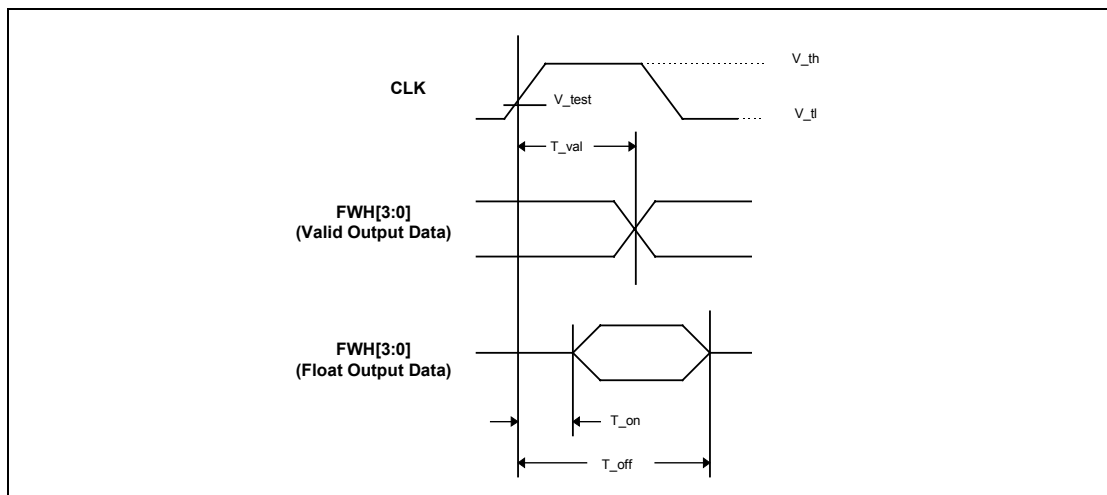 V_th
CLK
V_test
V_tl
T_val
FWH[3:0]
(Valid Output Data)
FWH[3:0]
(Float Output Data)
T_on
T_off